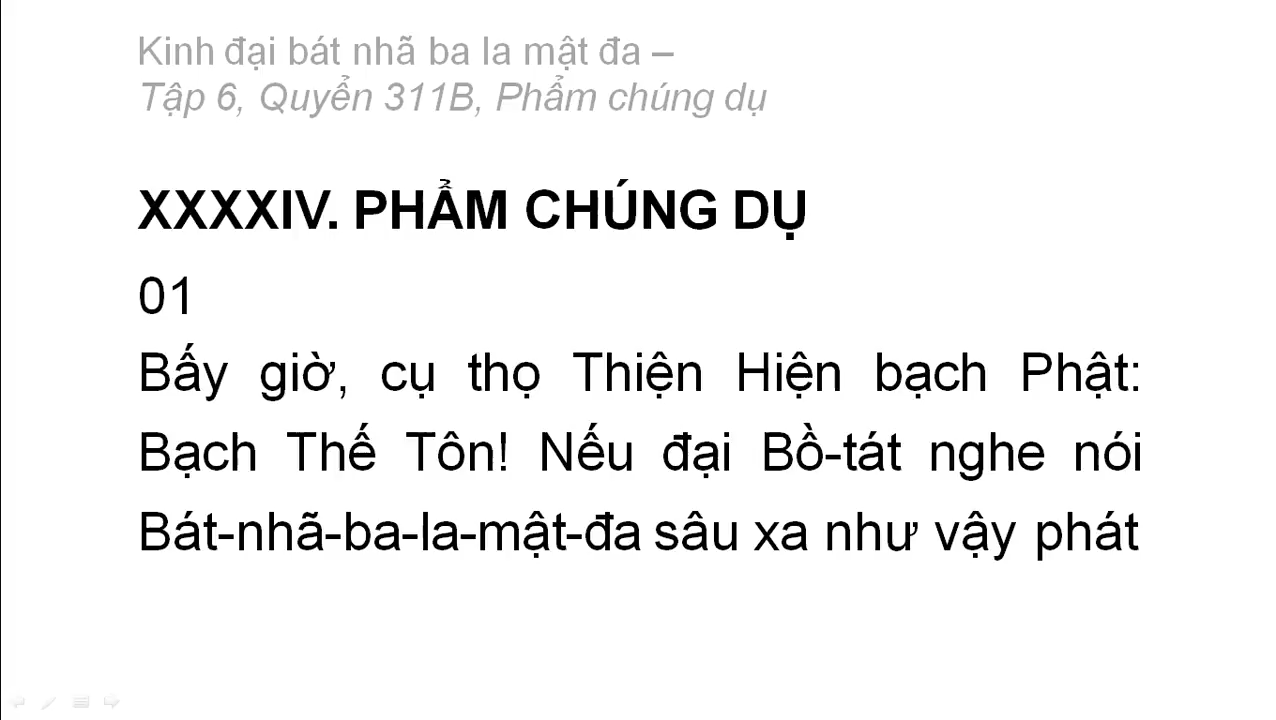 Kinh đại bát nhã ba la mật đa –
Tập 6, Quyển 311B, Phẩm chúng dụ
XXXXIV. PHẨM CHÚNG DỤ
01
Bấy giờ, cụ thọ Thiện Hiện bạch Phật:
Bạch Thế Tôn! Nếu đại Bồ-tát nghe nói
Bát-nhã-ba-la-mật-đa sâu xa như vậy phát